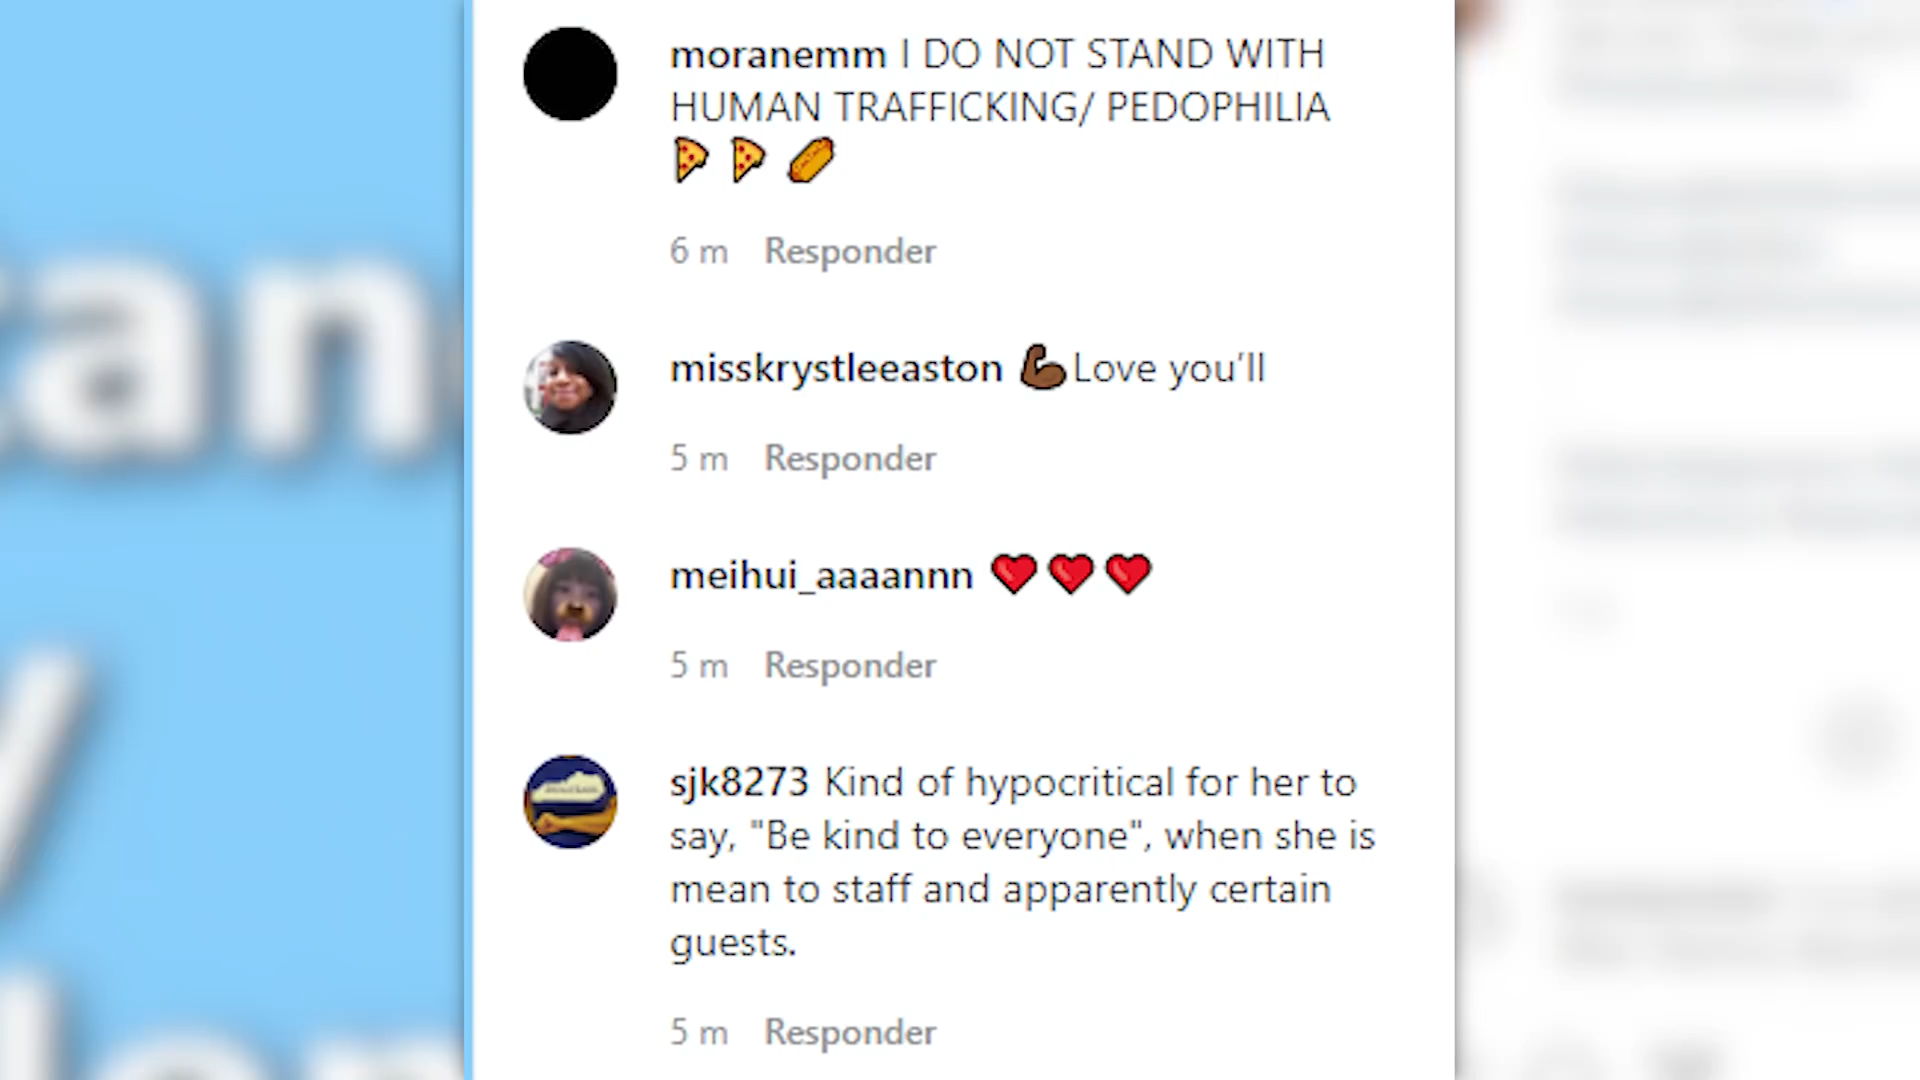 moranemm I DO NOT STAND WITH
HUMAN TRAFFICKING/ PEDOPHILIA
🍕 🍕 🌭
6 m Responder
misskrystleeaston 💪🏾Love you'll
5 m Responder
meihui_aaaannn ❤️❤️❤️
5 m Responder
sjk8273 Kind of hypocritical for her to
say, "Be kind to everyone", when she is
mean to staff and apparently certain
guests.
5 m Responder